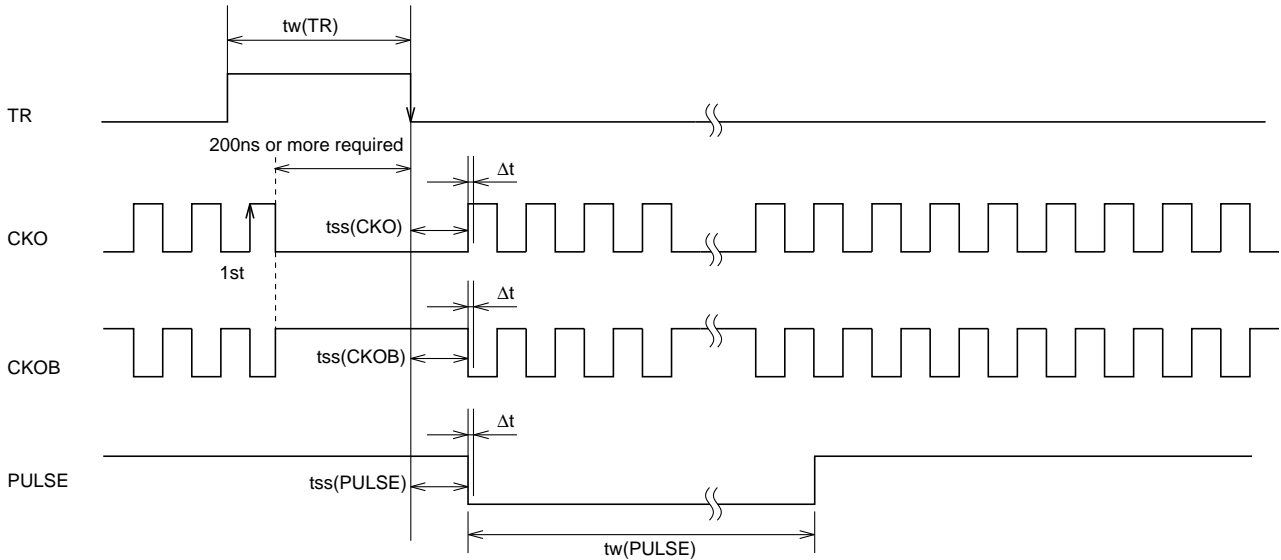 tw(TR)
TR
200ns or more required
Δt
tss(CKO)
CKO
1st
Δt
tss(CKOB)
CKOB
Δt
PULSE
tss(PULSE)
tw(PULSE)